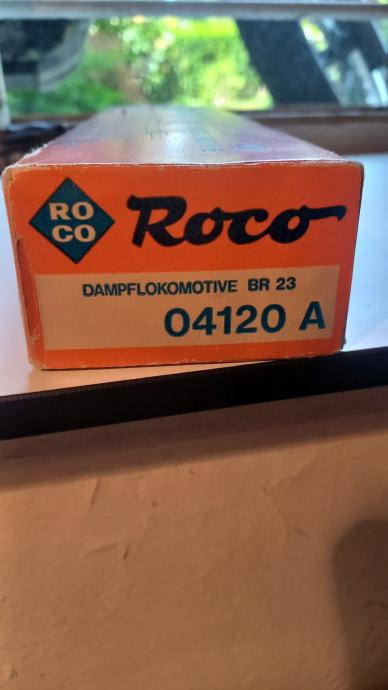 RO
CO
Roco
DAMPFLOKOMOTIVE BR 23
04120 A